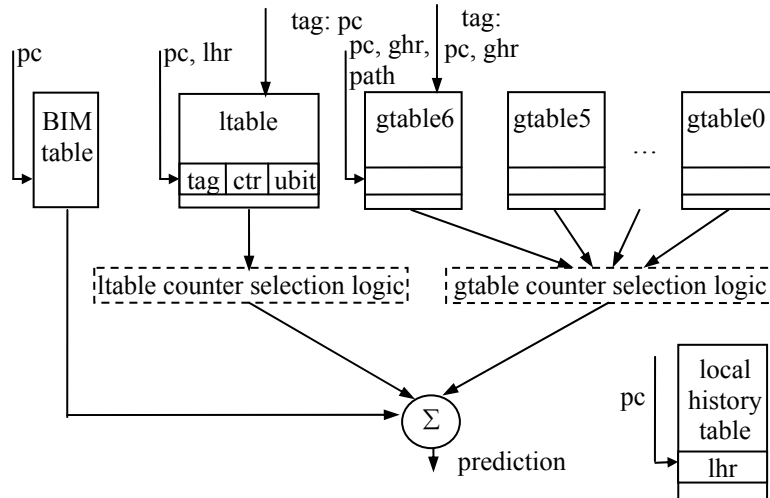 tag: pc
tag:
pc, ghr
pc
pc, lhr
pc, ghr,
path
BIM
table
ltable
gtable6
gtable5
gtable0
...
tag ctr ubit
ltable counter selection logic
gtable counter selection logic
Σ
prediction
pc
local
history
table
lhr